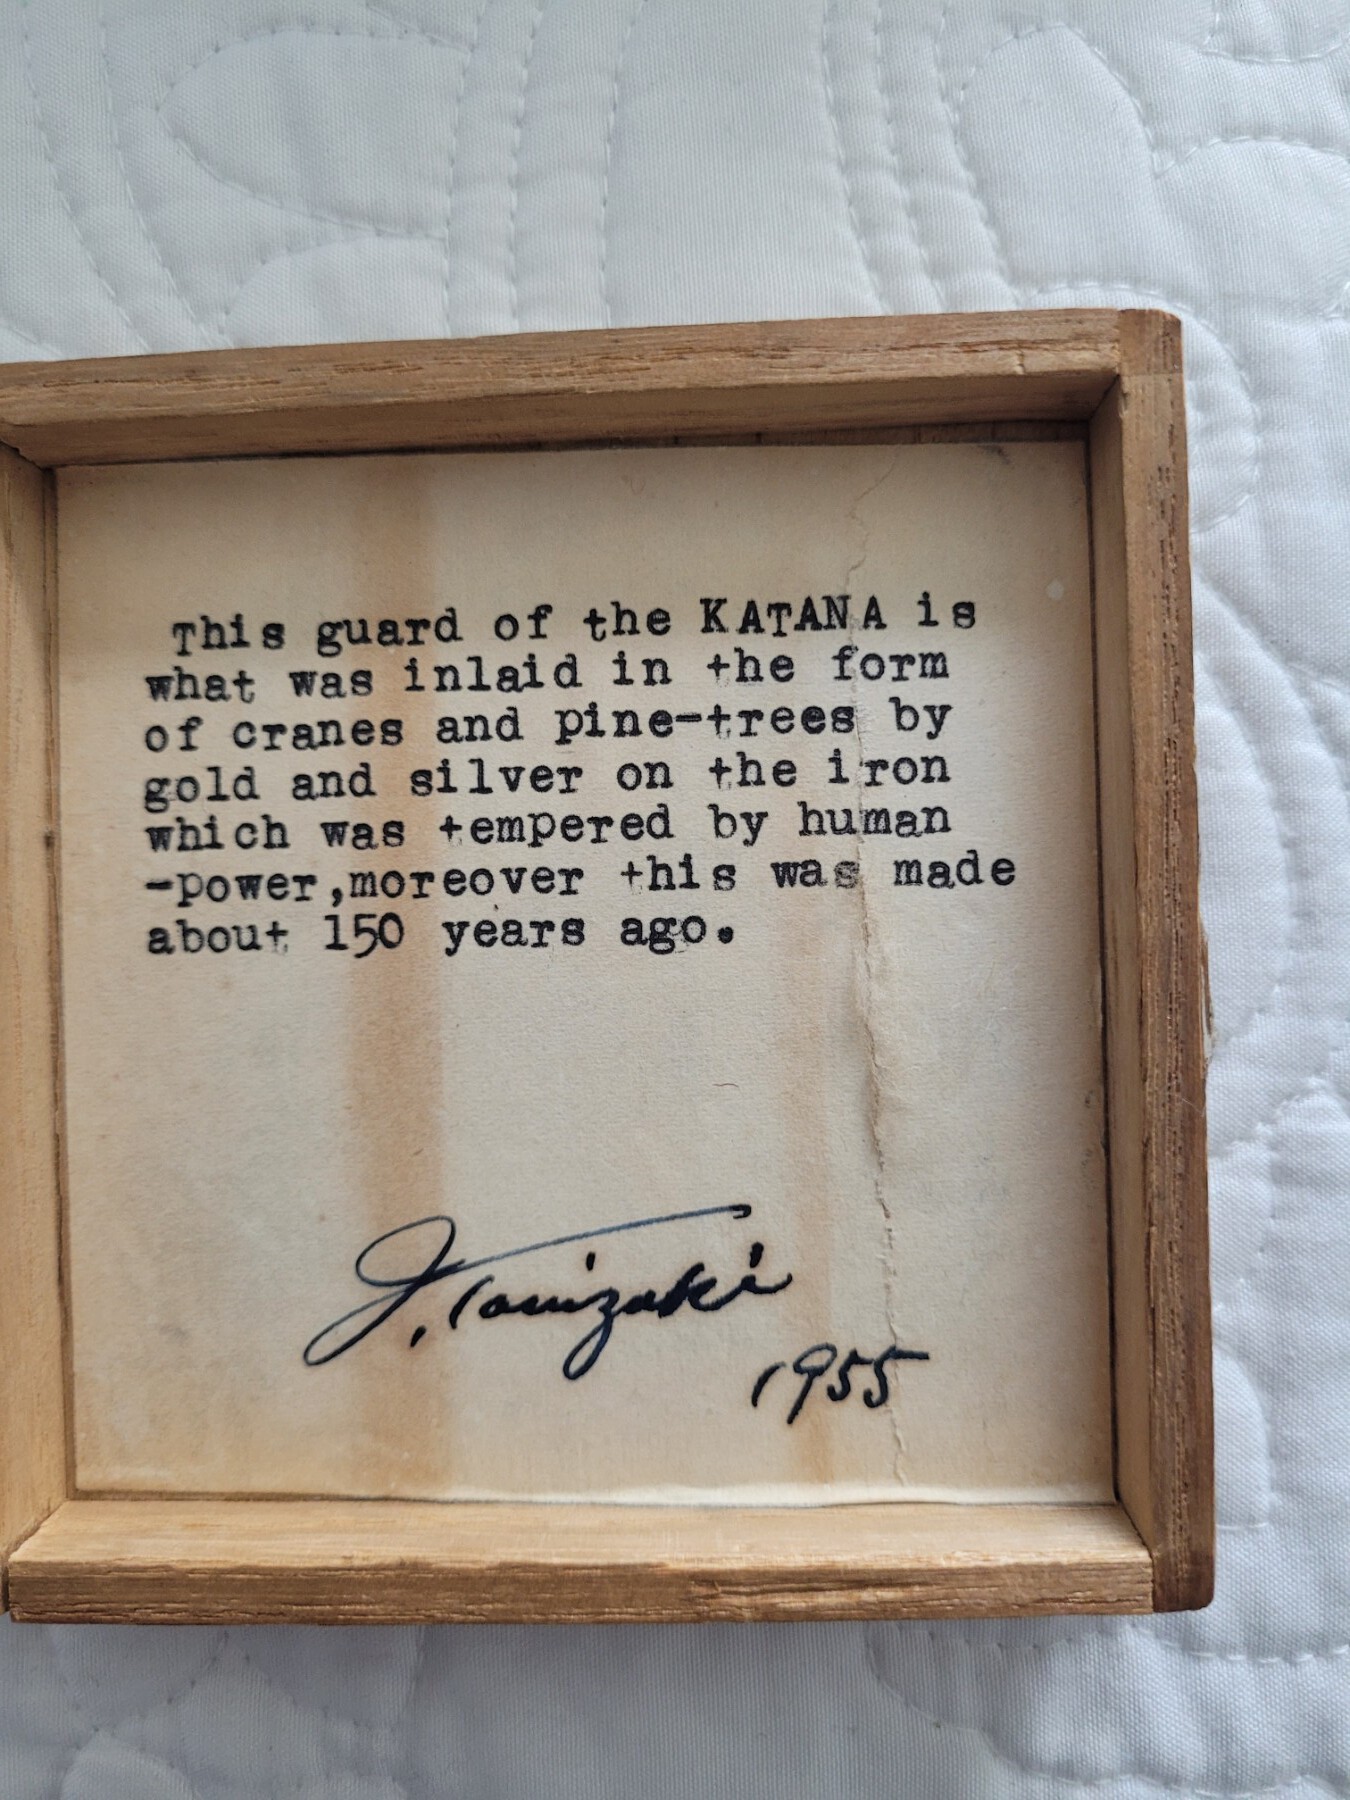 This guard of the KATANA is
what was inlaid in the form
of cranes and pine-trees by
gold and silver on the iron
which was tempered by human
-power,moreover this was made
about 150 years ago.
J. Tanizaki
1955